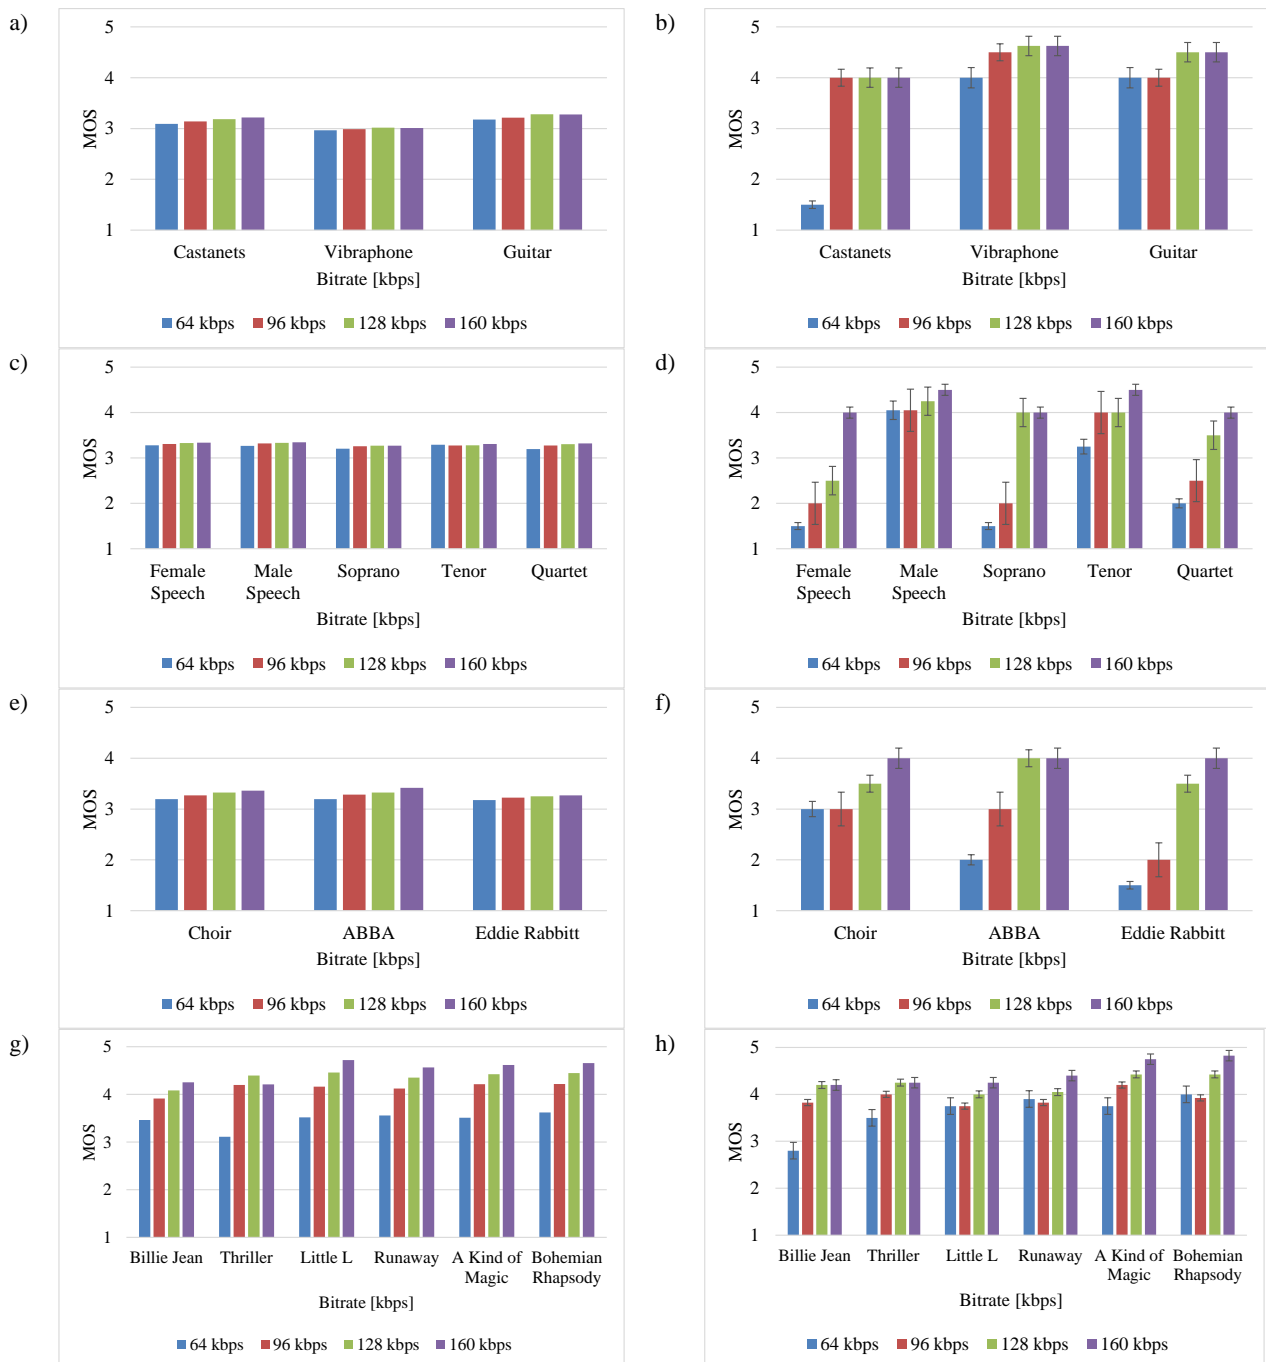 a)
5
4
3
2
1
MOS
Castanets Vibraphone Guitar
Bitrate [kbps]
64 kbps 96 kbps 128 kbps 160 kbps
b)
5
4
3
2
1
MOS
Castanets Vibraphone Guitar
Bitrate [kbps]
64 kbps 96 kbps 128 kbps 160 kbps
c)
5
4
3
2
1
MOS
Female Male Soprano Tenor Quartet
Speech Speech
Bitrate [kbps]
64 kbps 96 kbps 128 kbps 160 kbps
d)
5
4
3
2
1
MOS
Female Male Soprano Tenor Quartet
Speech Speech
Bitrate [kbps]
64 kbps 96 kbps 128 kbps 160 kbps
e)
5
4
3
2
1
MOS
Choir ABBA Eddie Rabbitt
Bitrate [kbps]
64 kbps 96 kbps 128 kbps 160 kbps
f)
5
4
3
2
1
MOS
Choir ABBA Eddie Rabbitt
Bitrate [kbps]
64 kbps 96 kbps 128 kbps 160 kbps
g)
5
4
3
2
1
MOS
Billie Jean Thriller Little L Runaway A Kind of Bohemian
Magic Rhapsody
Bitrate [kbps]
64 kbps 96 kbps 128 kbps 160 kbps
h)
5
4
3
2
1
MOS
Billie Jean Thriller Little L Runaway A Kind of Bohemian
Magic Rhapsody
Bitrate [kbps]
64 kbps 96 kbps 128 kbps 160 kbps